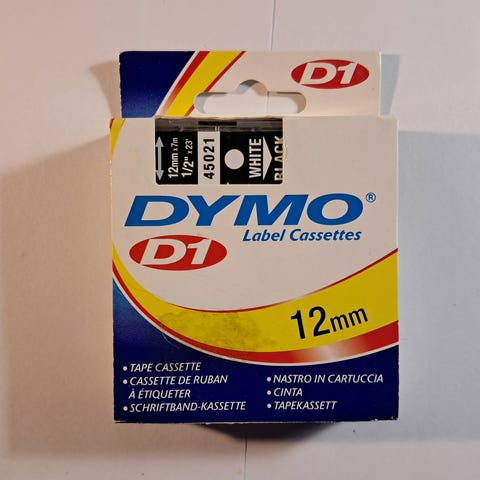 D1
12mm x 7m
1/2" x 23'
45021
WHITE
BLACK
DYMO®
Label Cassettes
D1
12mm
• TAPE CASSETTE
• CASSETTE DE RUBAN
À ÉTIQUETER
• SCHRIFTBAND-KASSETTE
• NASTRO IN CARTUCCIA
• CINTA
• TAPEKASSETT